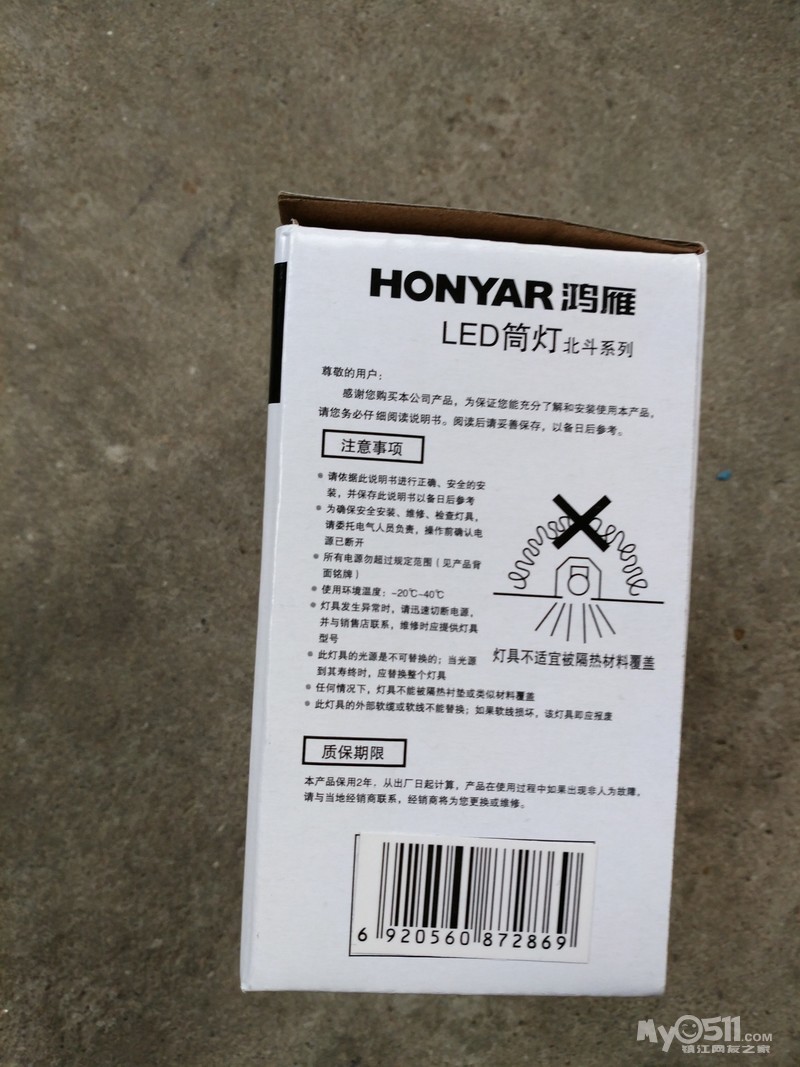 HONYAR 鸿雁
LED筒灯 北斗系列
尊敬的用户：
感谢您购买本公司产品，为保证您能充分了解和安装使用本产品，
请您务必仔细阅读说明书。阅读后请妥善保存，以备日后参考。
注意事项
● 请依据此说明书进行正确、安全的安
装，并保存此说明书以备日后参考
● 为确保安全安装、维修、检查灯具，
请委托电气人员负责，操作前确认电
源已断开
● 所有电源勿超过规定范围（见产品背
面铭牌）
● 使用环境温度：-20℃-40℃
● 灯具发生异常时，请迅速切断电源，
并与销售店联系，维修时应提供灯具
型号
● 此灯具的光源是不可替换的；当光源
到其寿终时，应替换整个灯具
● 任何情况下，灯具不能被隔热衬垫或类似材料覆盖
● 此灯具的外部软缆或软线不能替换；如果软线损坏，该灯具即应报废
灯具不适宜被隔热材料覆盖
质保期限
本产品保用2年，从出厂日起计算，产品在使用过程中如果出现非人为故障，
请与当地经销商联系，经销商将为您更换或维修。
6 920560 872869
My0511.COM
镇江网友之家